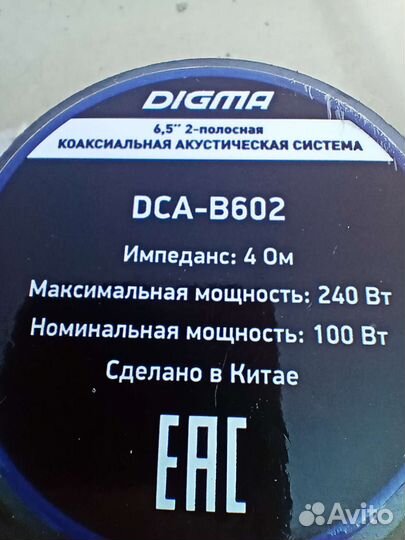 DIGMA
6,5″ 2-полосная
КОАКСИАЛЬНАЯ АКУСТИЧЕСКАЯ СИСТЕМА
DCA-B602
Импеданс: 4 Ом
Максимальная мощность: 240 Вт
Номинальная мощность: 100 Вт
Сделано в Китае
EAC
Avito